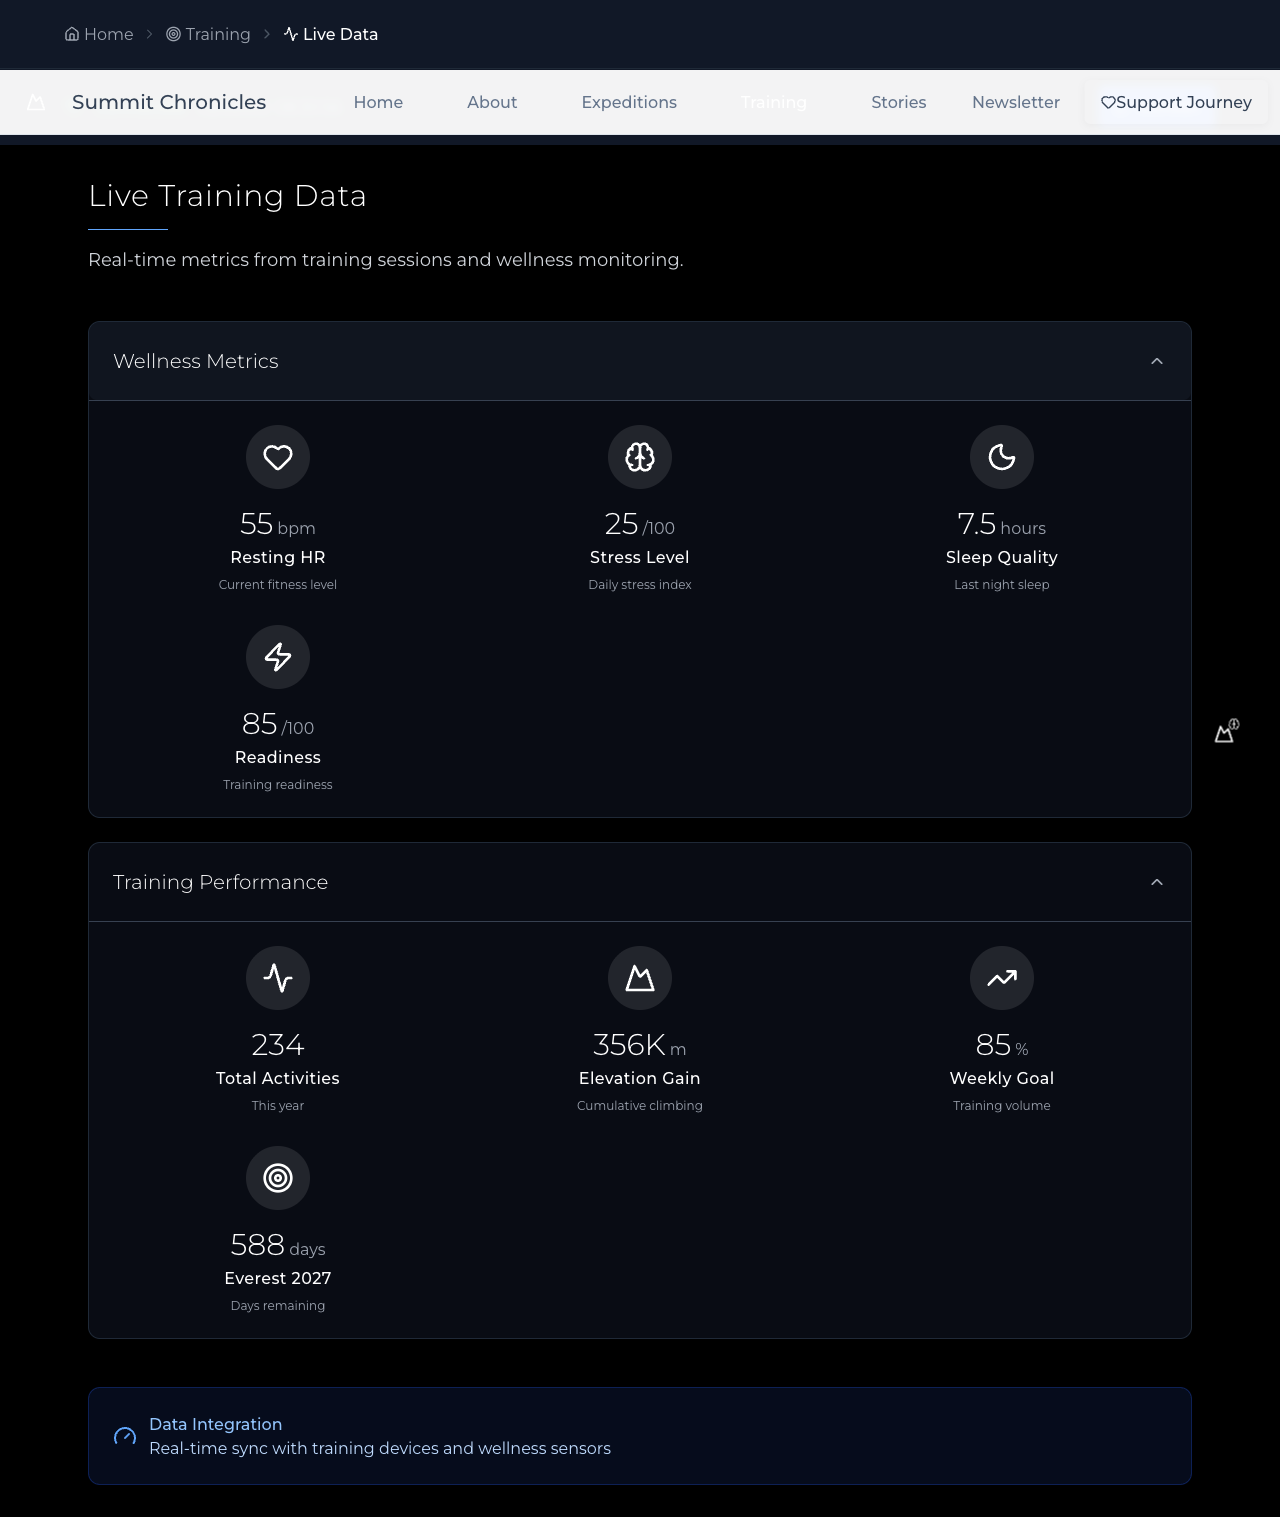 Home Training Live Data
Summit Chronicles Home About Expeditions Training Stories Newsletter Support Journey
Live Training Data
Real-time metrics from training sessions and wellness monitoring.
Wellness Metrics
55 bpm 25 /100 7.5 hours
Resting HR Stress Level Sleep Quality
Current fitness level Daily stress index Last night sleep
85 /100
Readiness
Training readiness
Training Performance
234 356K m 85 %
Total Activities Elevation Gain Weekly Goal
This year Cumulative climbing Training volume
588 days
Everest 2027
Days remaining
Data Integration
Real-time sync with training devices and wellness sensors